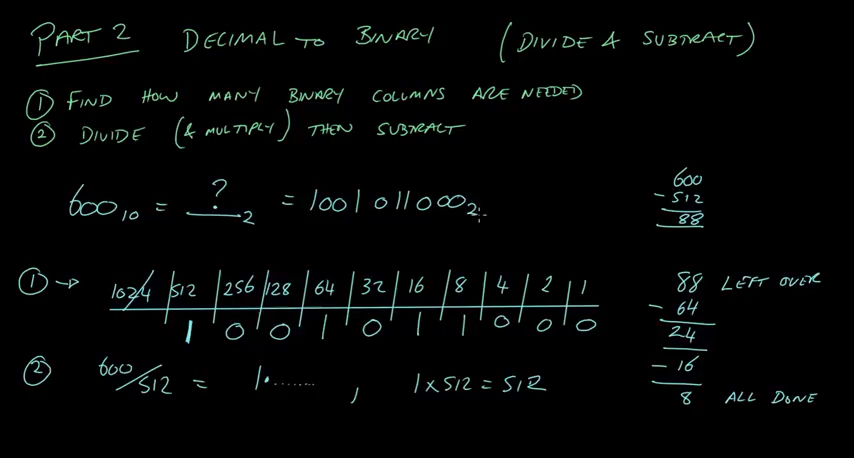 PART 2 DECIMAL TO BINARY (DIVIDE & SUBTRACT)
① FIND HOW MANY BINARY COLUMNS ARE NEEDED
② DIVIDE (& MULTIPLY) THEN SUBTRACT
600₁₀ = ?₂ = 1001011000₂
600
- 512
88
① → 1024 | 512 | 256 | 128 | 64 | 32 | 16 | 8 | 4 | 2 | 1
1 | 0 | 0 | 1 | 0 | 1 | 1 | 0 | 0 | 0
② 600/512 = 1........ , 1 x 512 = 512
88 LEFT OVER
- 64
24
- 16
8 ALL DONE